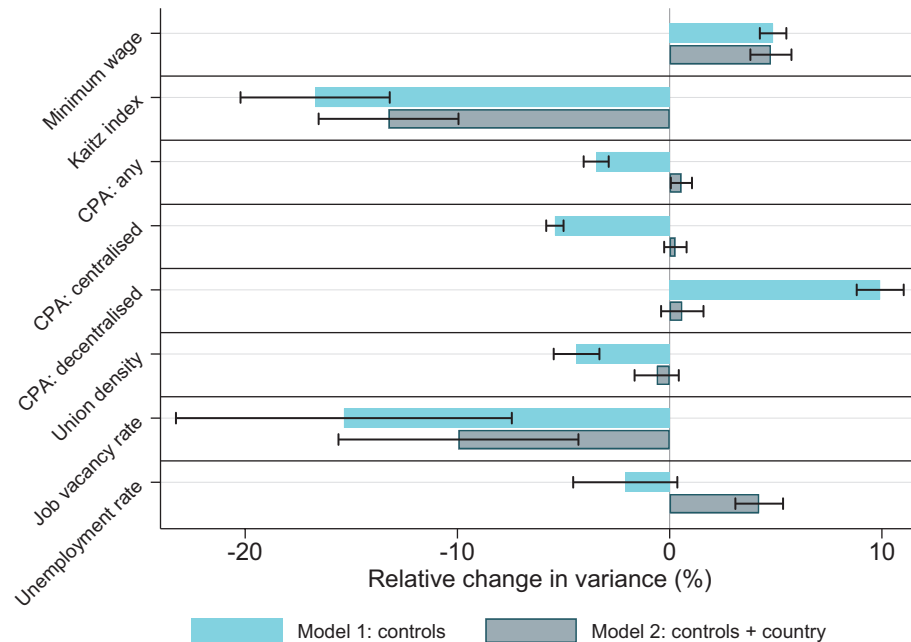 Minimum wage
Kaitz index
CPA: any
CPA: centralised
CPA: decentralised
Union density
Job vacancy rate
Unemployment rate
-20 -10 0 10
Relative change in variance (%)
Model 1: controls Model 2: controls + country